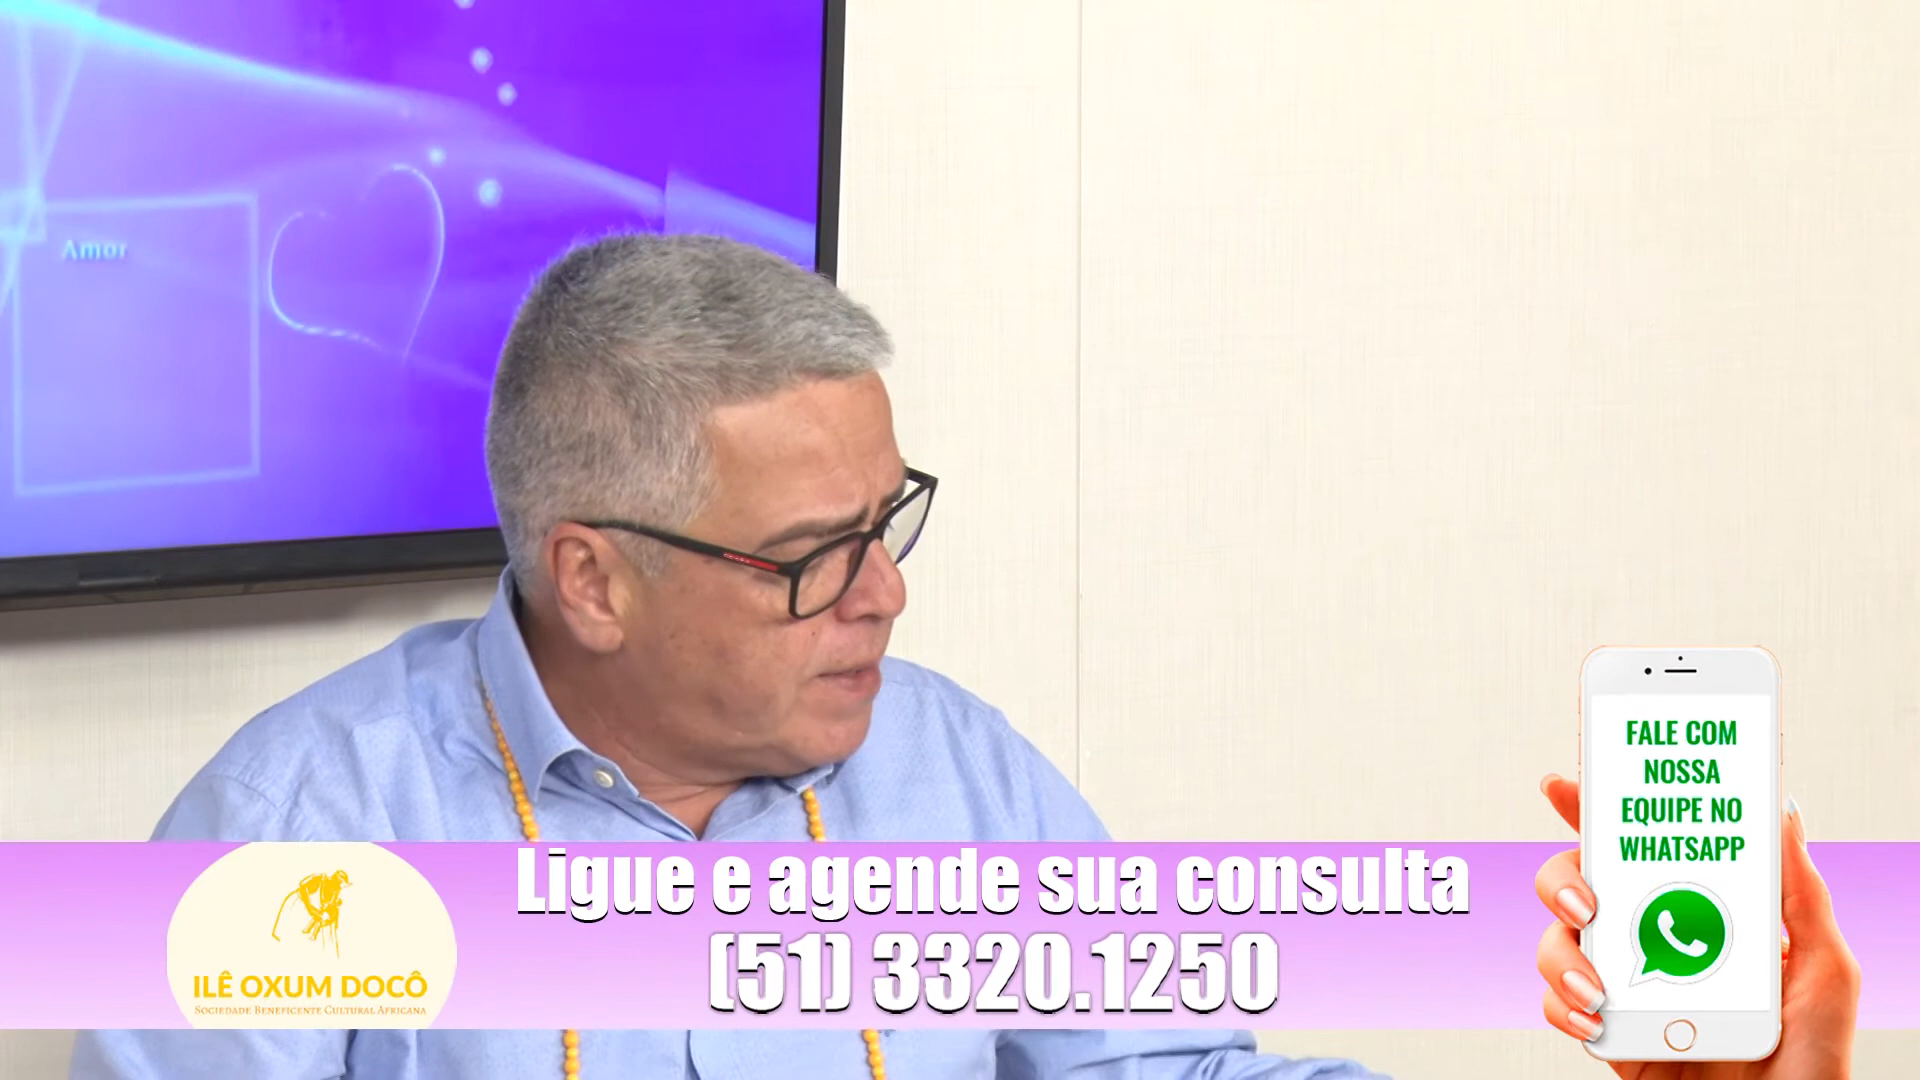 Amor
FALE COM
NOSSA
EQUIPE NO
WHATSAPP
Ligue e agende sua consulta
(51) 3320.1250
ILÊ OXUM DOCÔ
SOCIEDADE BENEFICENTE CULTURAL AFRICANA